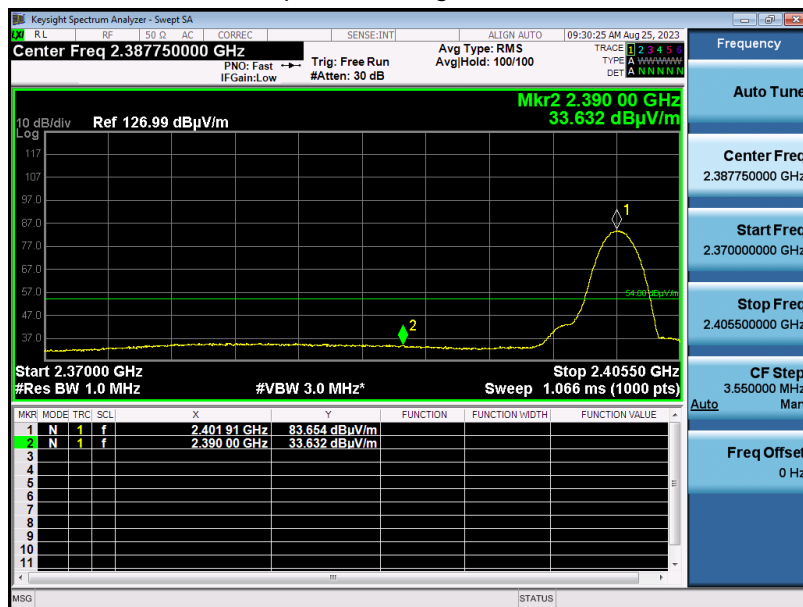 Keysight Spectrum Analyzer - Swept SA
LXI RL RF 50 Ω AC CORREC SENSE:INT ALIGN AUTO 09:30:25 AM Aug 25, 2023
Center Freq 2.387750000 GHz
PNO: Fast
IFGain:Low
Trig: Free Run
#Atten: 30 dB
Avg Type: RMS
Avg|Hold: 100/100
TRACE 1 2 3 4 5 6
TYPE A WWWWW
DET A N N N N N
Mkr2 2.390 00 GHz
33.632 dBµV/m
10 dB/div Ref 126.99 dBµV/m
Log
117
107
97.0
87.0
77.0
67.0
57.0
47.0
37.0
1
54.00 dBµV/m
2
Start 2.37000 GHz Stop 2.40550 GHz
#Res BW 1.0 MHz #VBW 3.0 MHz* Sweep 1.066 ms (1000 pts)
MKR MODE TRC SCL X Y FUNCTION FUNCTION WIDTH FUNCTION VALUE
1 N 1 f 2.401 91 GHz 83.654 dBµV/m
2 N 1 f 2.390 00 GHz 33.632 dBµV/m
3
4
5
6
7
8
9
10
11
MSG STATUS
Frequency
Auto Tune
Center Freq
2.387750000 GHz
Start Freq
2.370000000 GHz
Stop Freq
2.405500000 GHz
CF Step
3.550000 MHz
Auto Man
Freq Offset
0 Hz